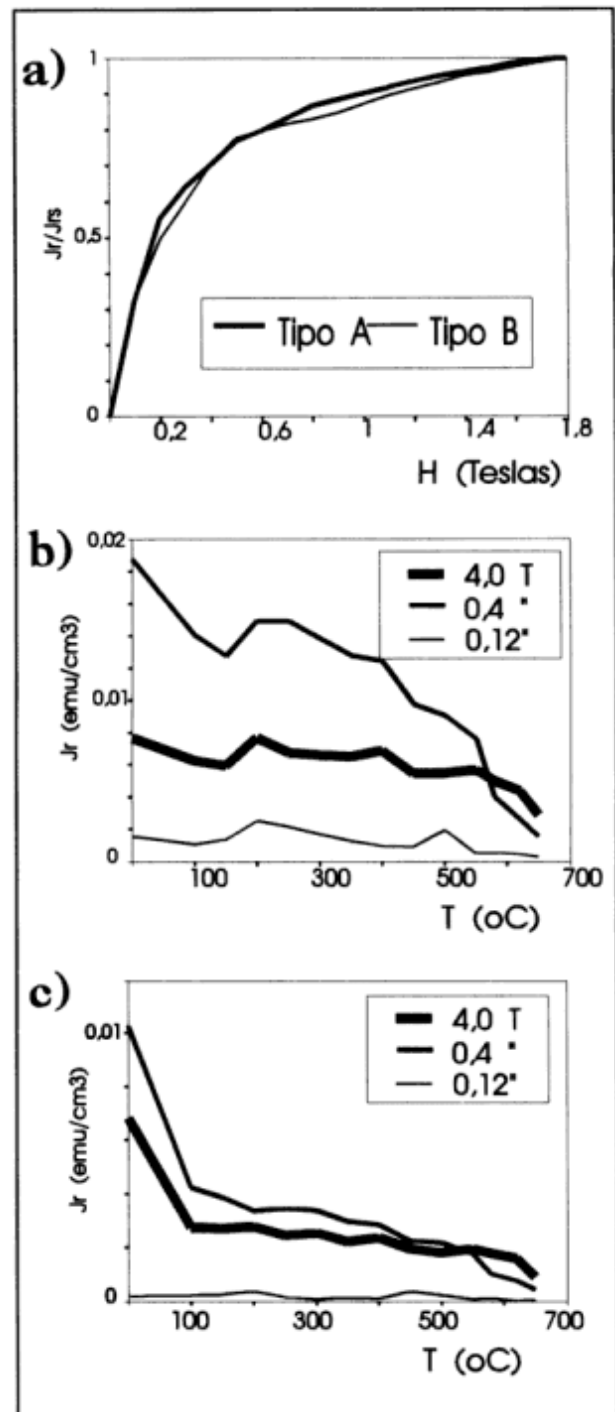 a)
1
Jr/Jrs
0,5
Tipo A
Tipo B
0
0,2
0,6
1
1,4
1,8
H (Teslas)
b)
0,02
4,0 T
0,4 "
0,12"
Jr (emu/cm3)
0,01
0
100
300
500
700
T (oC)
c)
4,0 T
0,4 "
0,12"
0,01
Jr (emu/cm3)
0
100
300
500
700
T (oC)